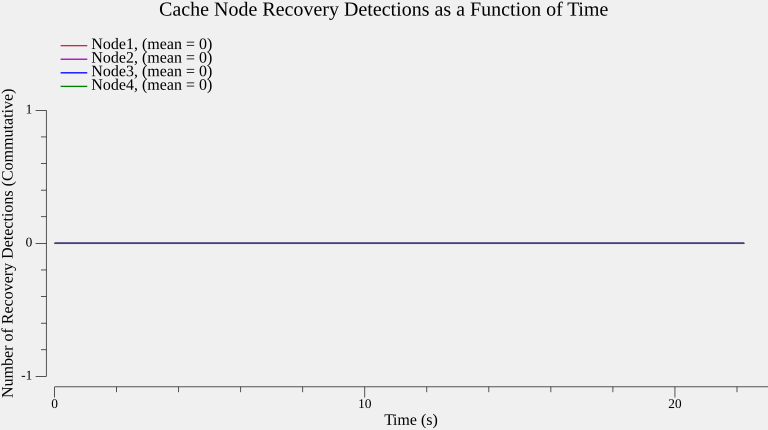 Cache Node Recovery Detections as a Function of Time
Node1, (mean = 0)
Node2, (mean = 0)
Node3, (mean = 0)
Node4, (mean = 0)
Number of Recovery Detections (Commutative)
1
0
-1
0
10
20
Time (s)